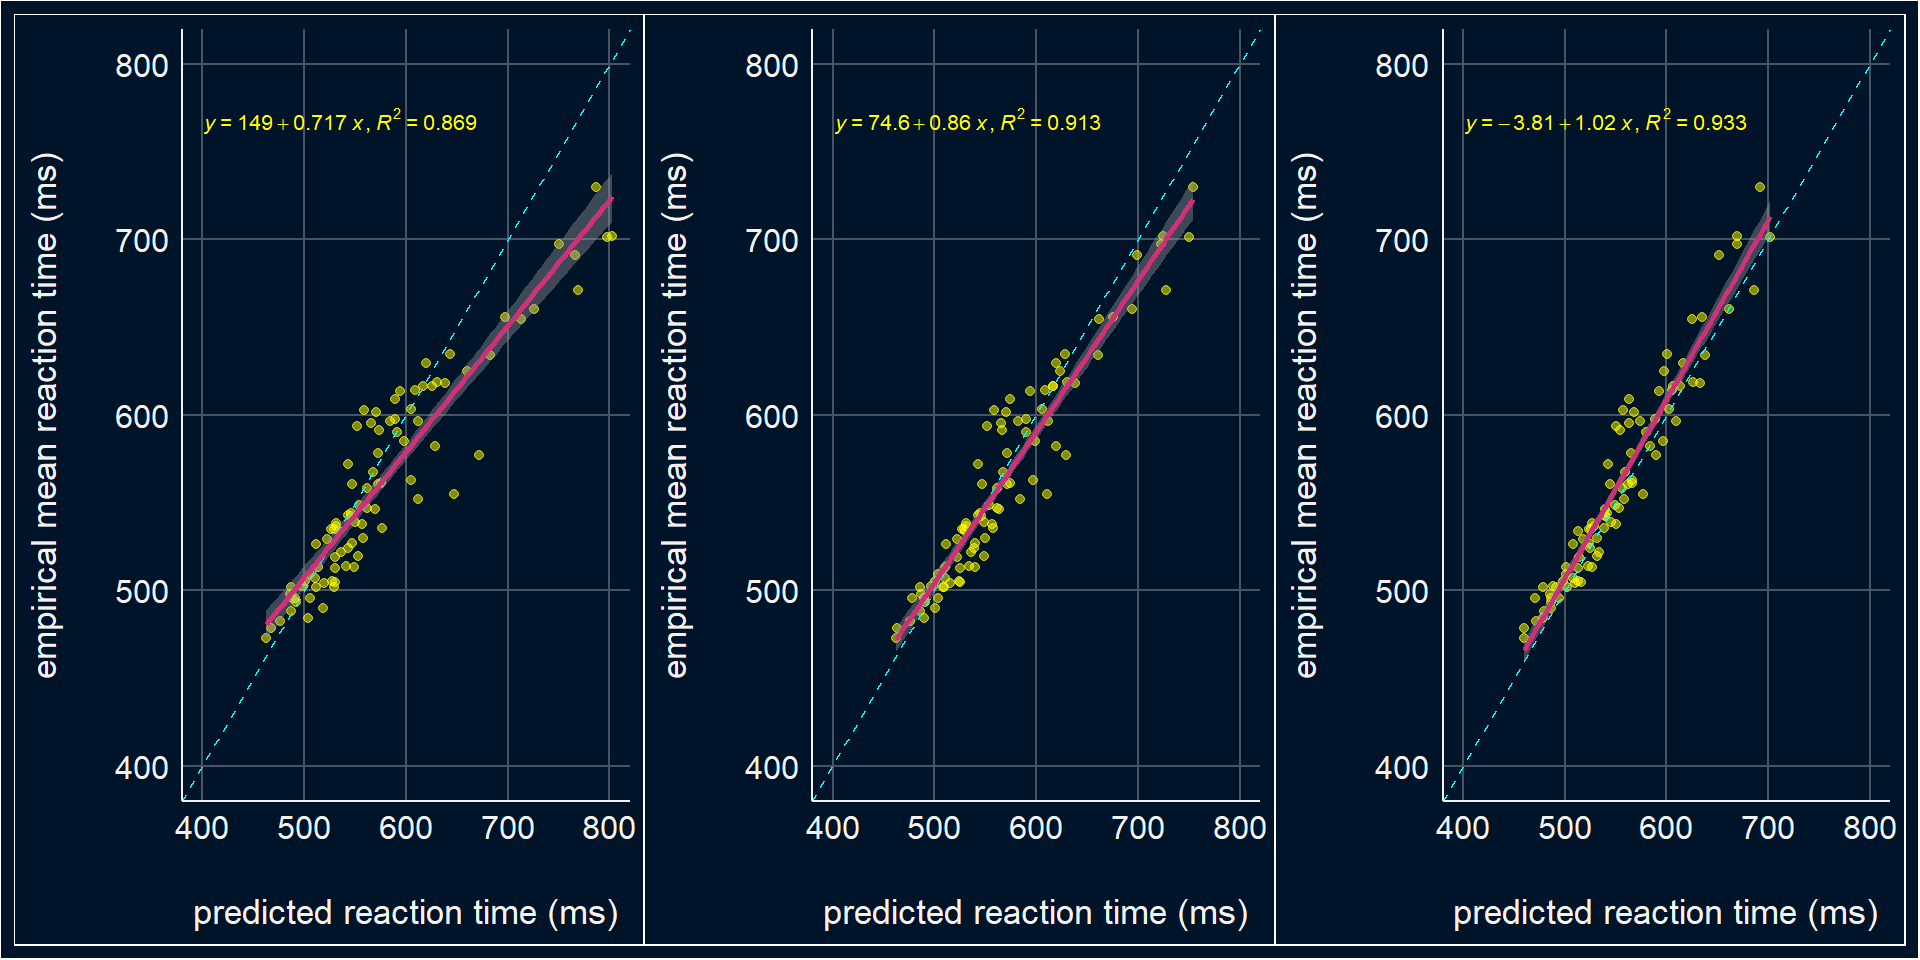 y = 149 + 0.717 x, R² = 0.869
800
700
600
500
400
400 500 600 700 800
empirical mean reaction time (ms)
predicted reaction time (ms)
y = 74.6 + 0.86 x, R² = 0.913
800
700
600
500
400
400 500 600 700 800
empirical mean reaction time (ms)
predicted reaction time (ms)
y = −3.81 + 1.02 x, R² = 0.933
800
700
600
500
400
400 500 600 700 800
empirical mean reaction time (ms)
predicted reaction time (ms)